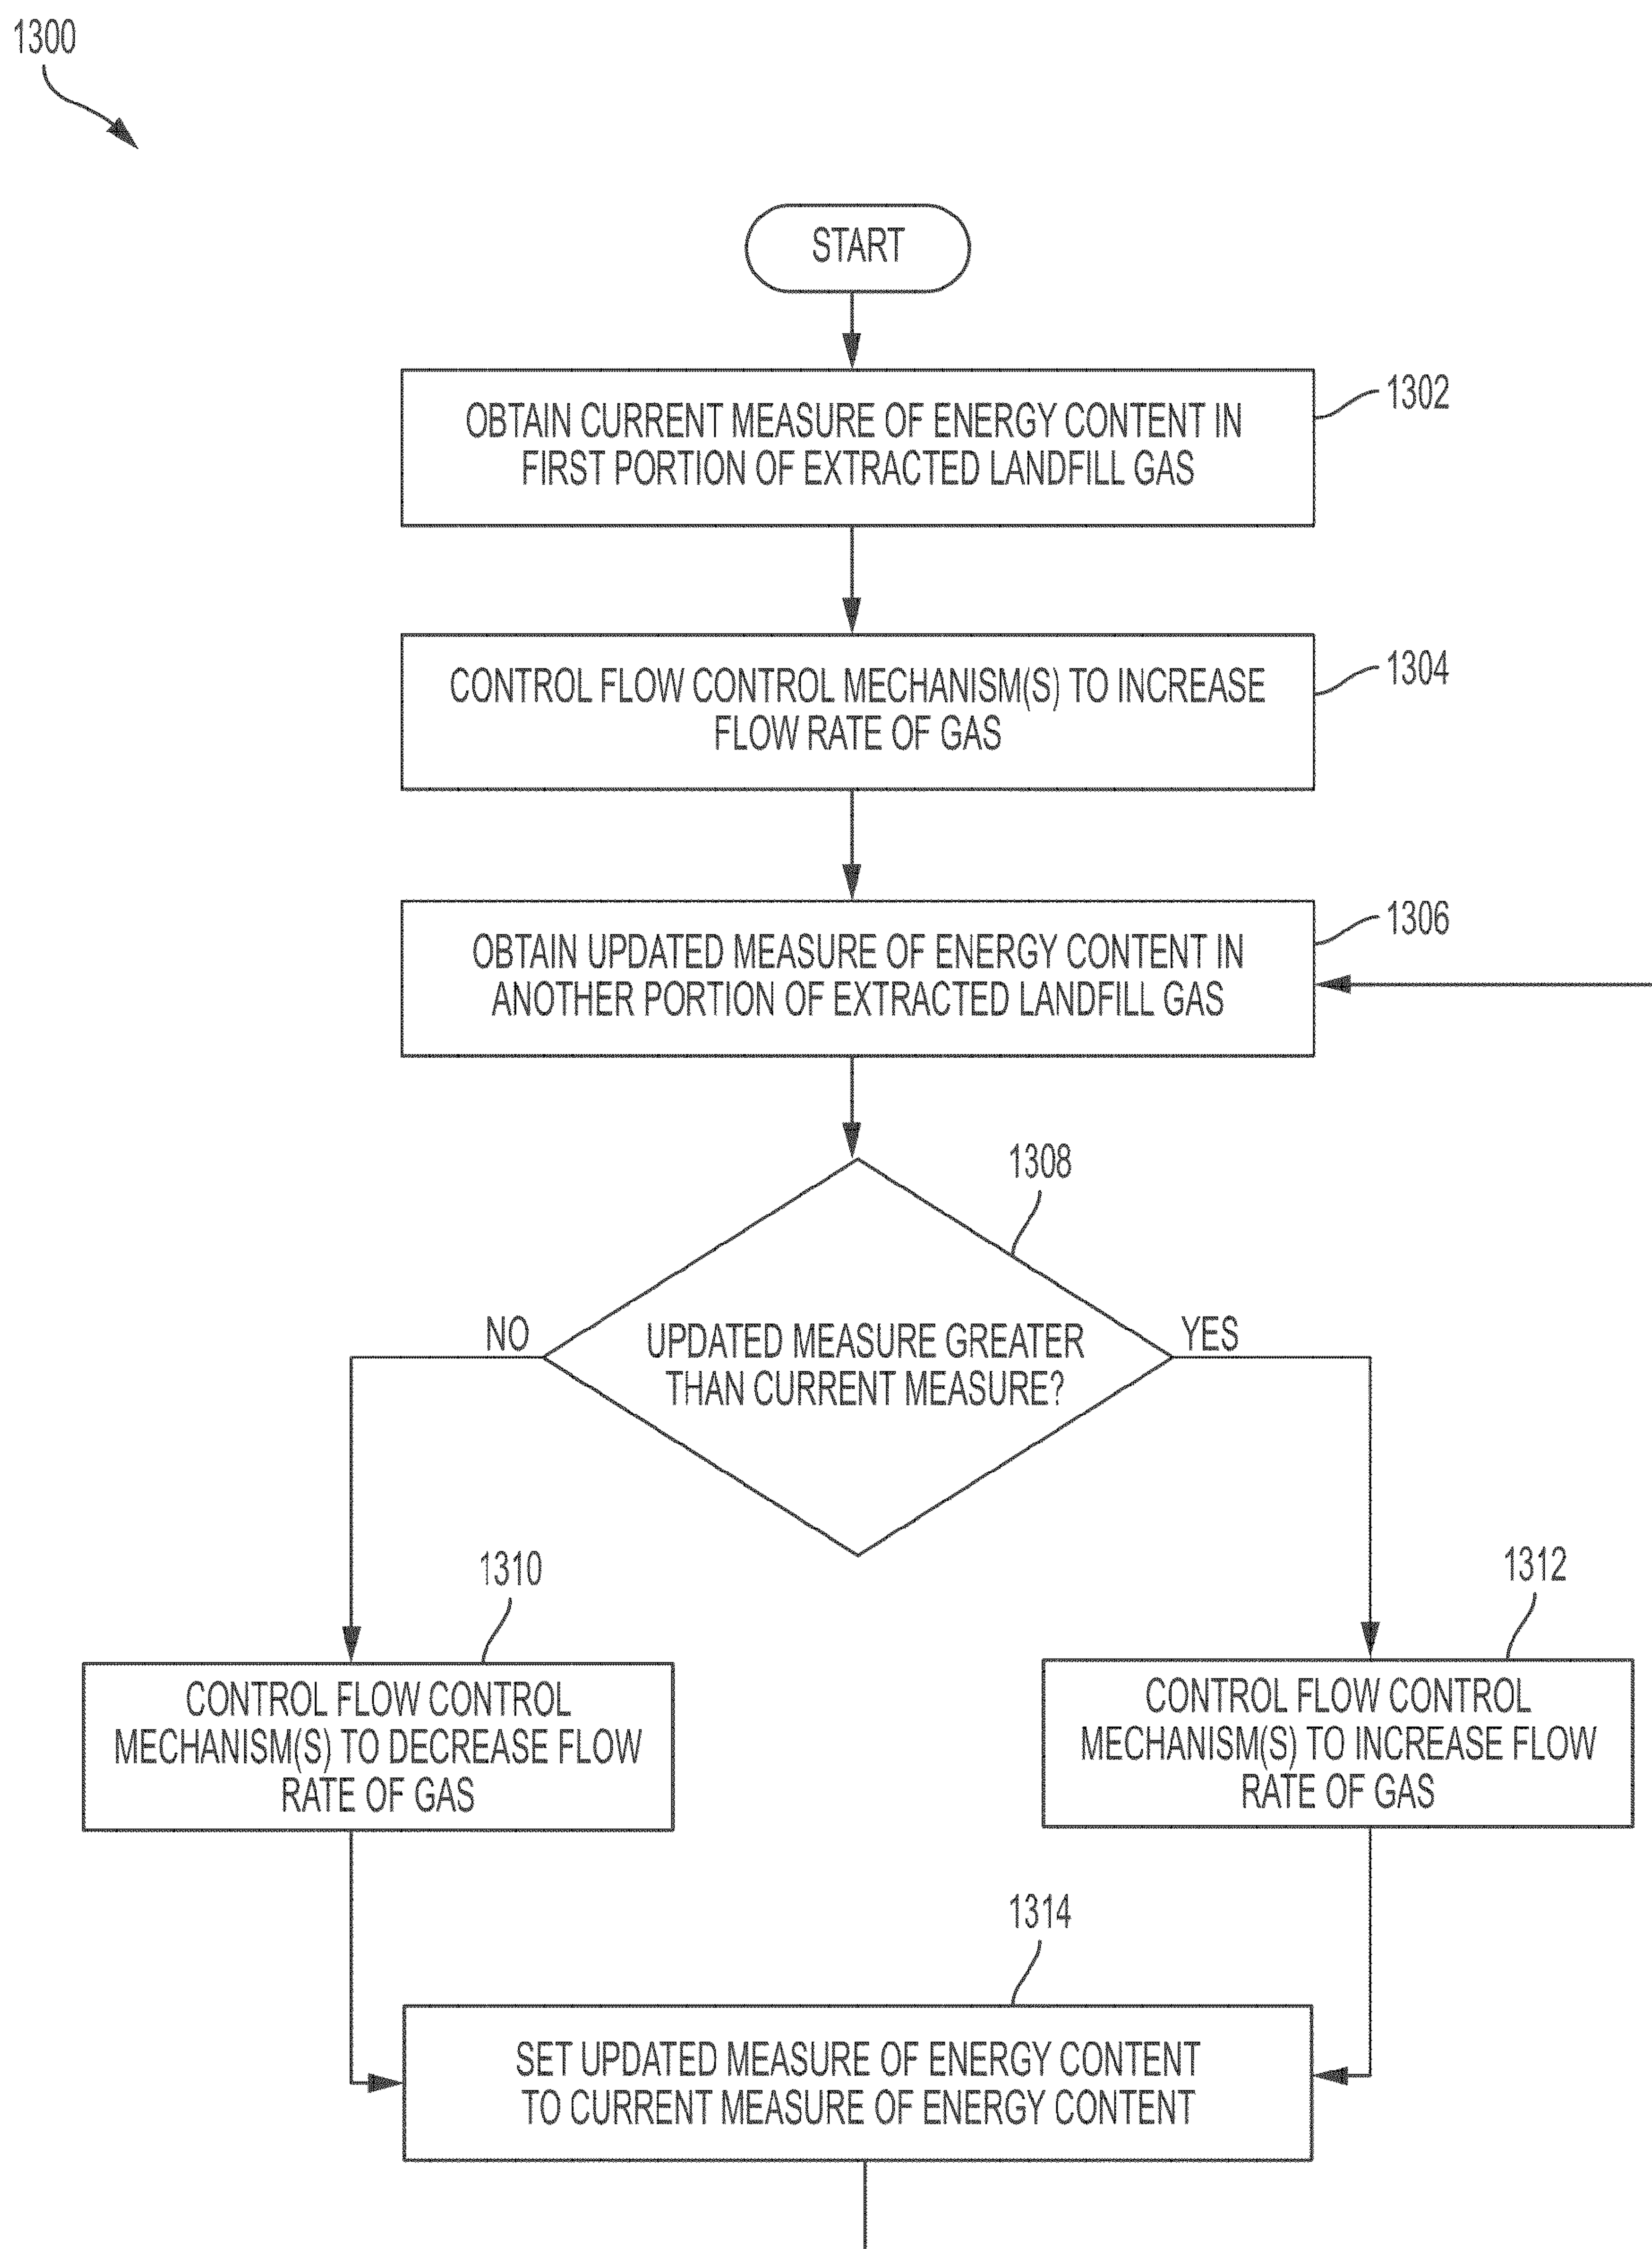 1300
START
1302
OBTAIN CURRENT MEASURE OF ENERGY CONTENT IN
FIRST PORTION OF EXTRACTED LANDFILL GAS
1304
CONTROL FLOW CONTROL MECHANISM(S) TO INCREASE
FLOW RATE OF GAS
1306
OBTAIN UPDATED MEASURE OF ENERGY CONTENT IN
ANOTHER PORTION OF EXTRACTED LANDFILL GAS
1308
NO
YES
UPDATED MEASURE GREATER
THAN CURRENT MEASURE?
1310
CONTROL FLOW CONTROL
MECHANISM(S) TO DECREASE FLOW
RATE OF GAS
1312
CONTROL FLOW CONTROL
MECHANISM(S) TO INCREASE FLOW
RATE OF GAS
1314
SET UPDATED MEASURE OF ENERGY CONTENT
TO CURRENT MEASURE OF ENERGY CONTENT